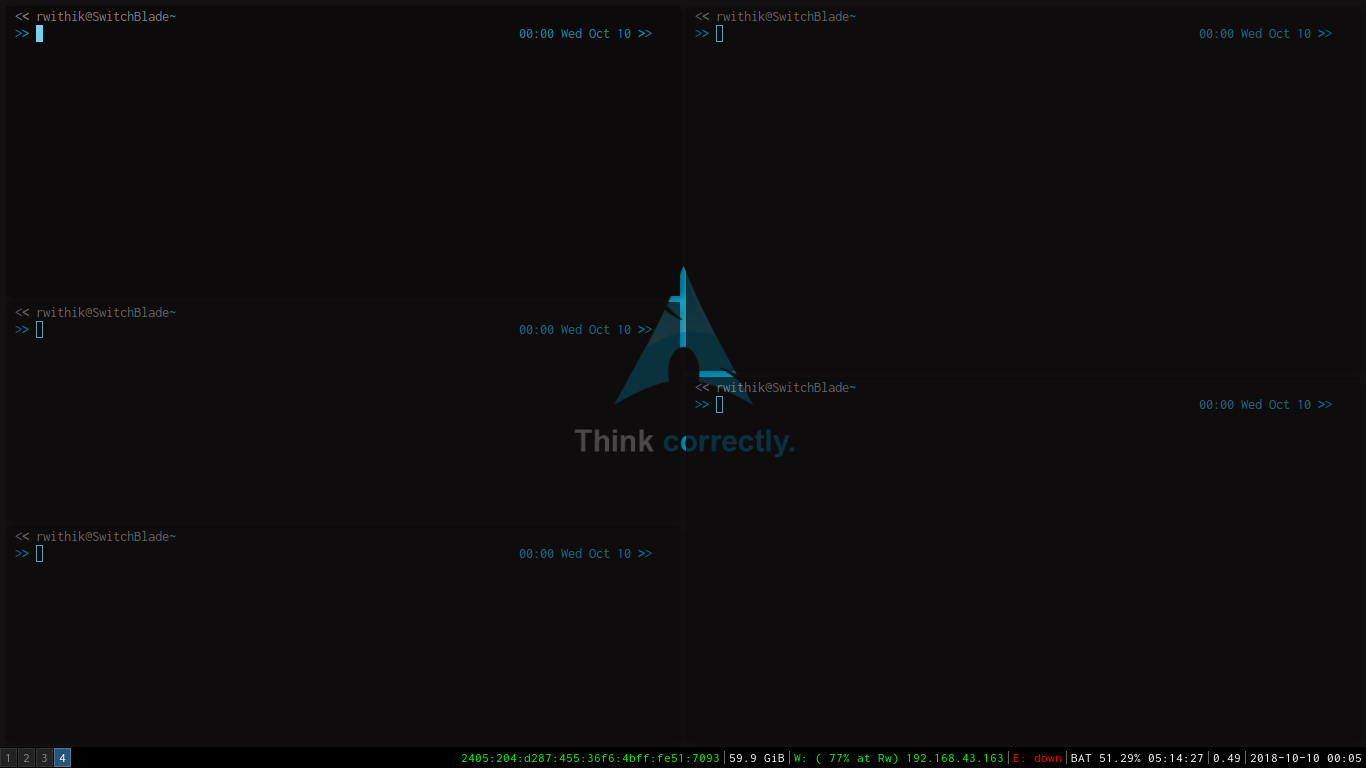 << rwithik@SwitchBlade~
>> 00:00 Wed Oct 10 >>
<< rwithik@SwitchBlade~
>> 00:00 Wed Oct 10 >>
<< rwithik@SwitchBlade~
>> 00:00 Wed Oct 10 >>
<< rwithik@SwitchBlade~
>> 00:00 Wed Oct 10 >>
<< rwithik@SwitchBlade~
>> 00:00 Wed Oct 10 >>
Think correctly.
1 2 3 4 2405:204:d287:455:36f6:4bff:fe51:7093|59.9 GiB|W: ( 77% at Rw) 192.168.43.163|E: down|BAT 51.29% 05:14:27|0.49|2018-10-10 00:05